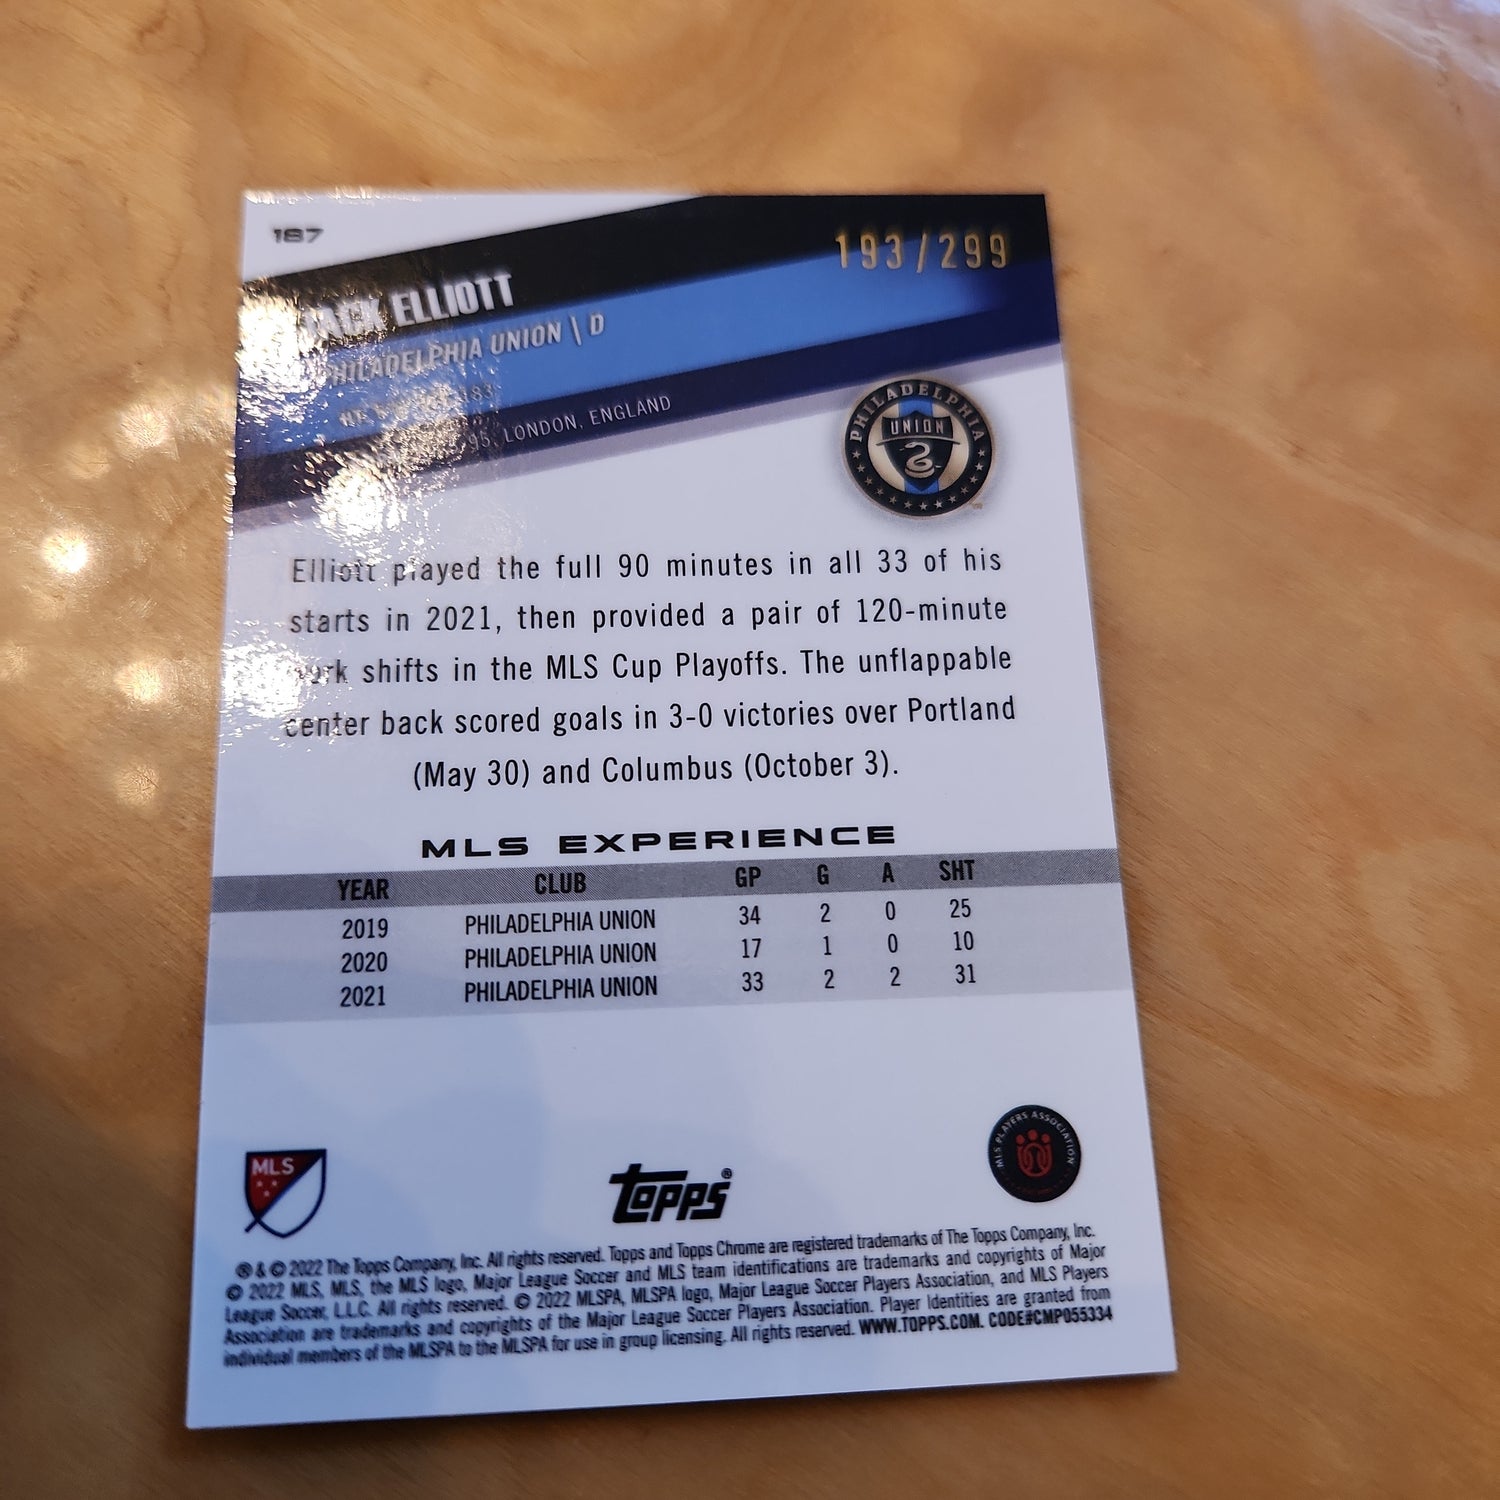 187
193/299
JACK ELLIOTT
PHILADELPHIA UNION \ D
LONDON, ENGLAND
PHILADELPHIA
UNION
Elliott played the full 90 minutes in all 33 of his
starts in 2021, then provided a pair of 120-minute
work shifts in the MLS Cup Playoffs. The unflappable
center back scored goals in 3-0 victories over Portland
(May 30) and Columbus (October 3).
MLS EXPERIENCE
YEAR CLUB GP G A SHT
2019 PHILADELPHIA UNION 34 2 0 25
2020 PHILADELPHIA UNION 17 1 0 10
2021 PHILADELPHIA UNION 33 2 2 31
MLS
topps®
MLS PLAYERS ASSOCIATION
® & © 2022 The Topps Company, Inc. All rights reserved. Topps and Topps Chrome are registered trademarks of The Topps Company, Inc.
© 2022 MLS, MLS, the MLS logo, Major League Soccer and MLS team identifications are trademarks and copyrights of Major
League Soccer, L.L.C. All rights reserved. © 2022 MLSPA, MLSPA logo, Major League Soccer Players Association, and MLS Players
Association are trademarks and copyrights of the Major League Soccer Players Association. Player Identities are granted from
individual members of the MLSPA to the MLSPA for use in group licensing. All rights reserved. WWW.TOPPS.COM. CODE#CMP055334